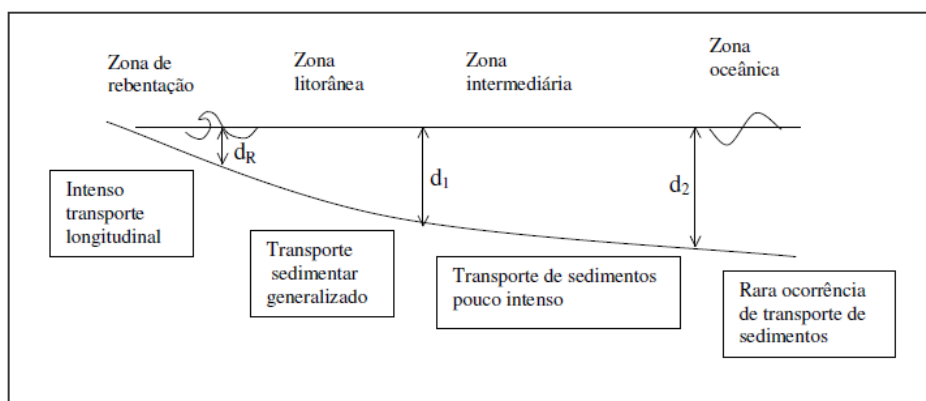 Zona de
rebentação
Zona
litorânea
Zona
intermediária
Zona
oceânica
dR
d1
d2
Intenso
transporte
longitudinal
Transporte
sedimentar
generalizado
Transporte de sedimentos
pouco intenso
Rara ocorrência
de transporte de
sedimentos